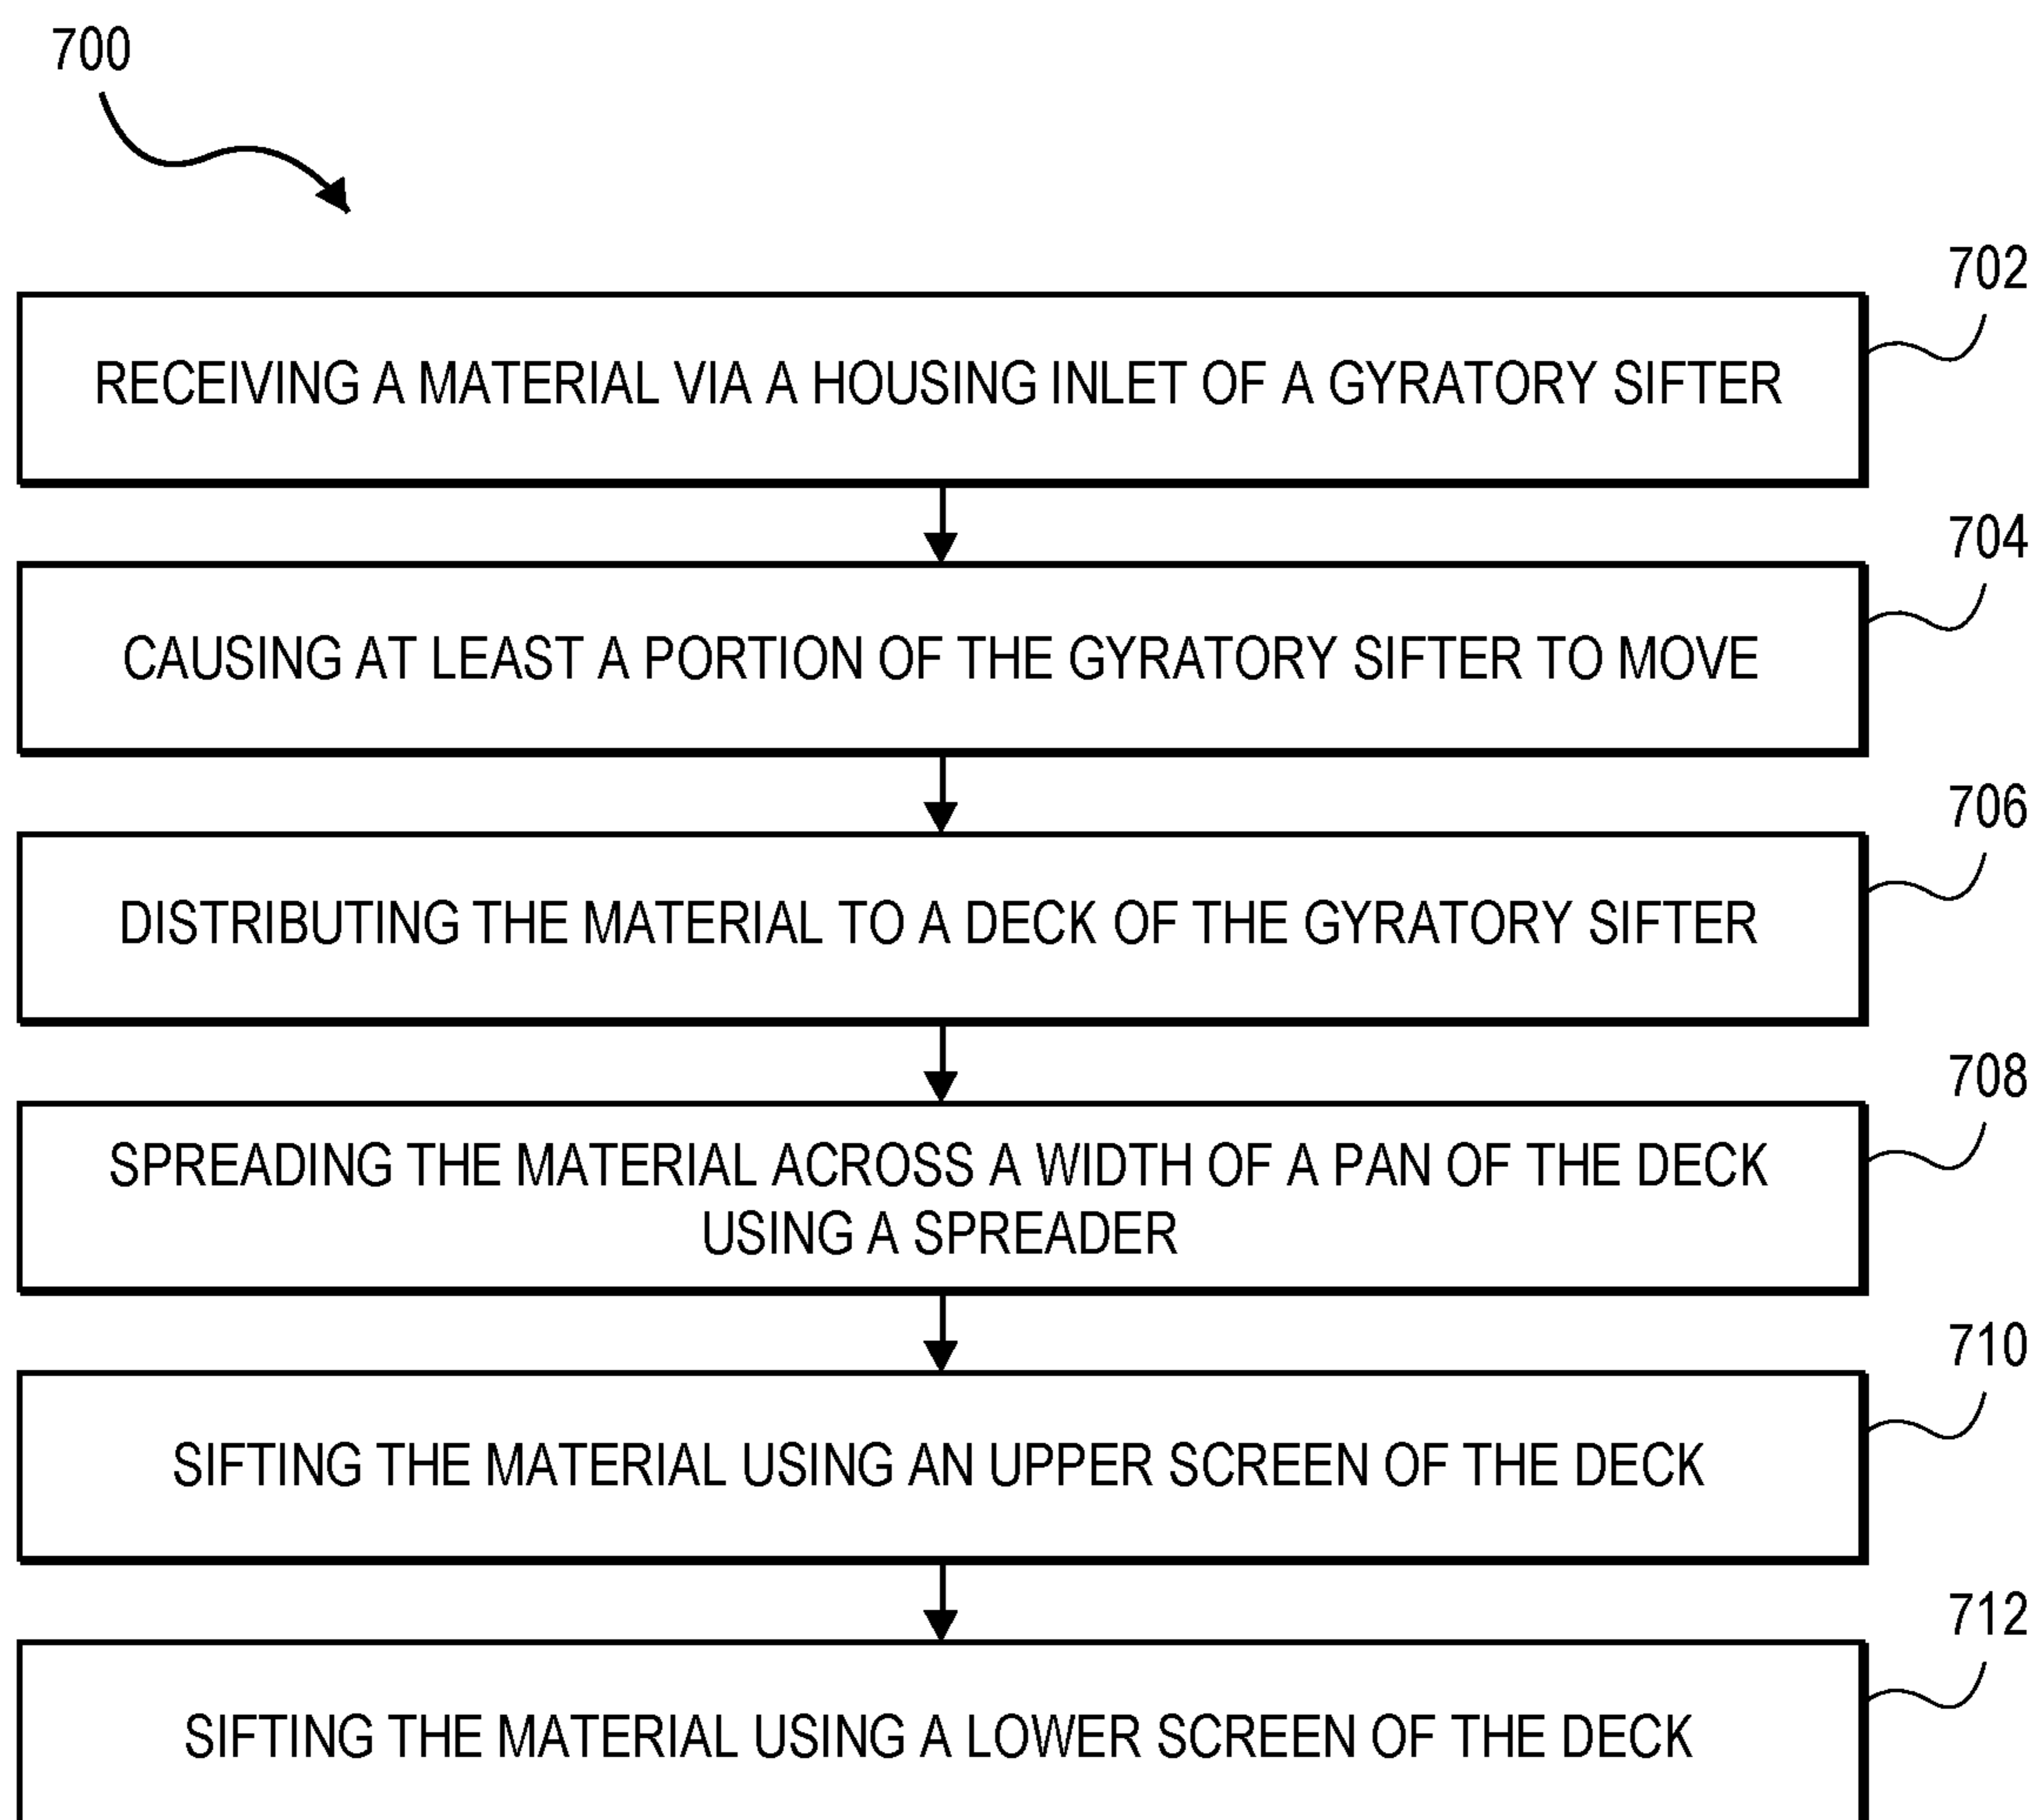 700
702
RECEIVING A MATERIAL VIA A HOUSING INLET OF A GYRATORY SIFTER
704
CAUSING AT LEAST A PORTION OF THE GYRATORY SIFTER TO MOVE
706
DISTRIBUTING THE MATERIAL TO A DECK OF THE GYRATORY SIFTER
708
SPREADING THE MATERIAL ACROSS A WIDTH OF A PAN OF THE DECK
USING A SPREADER
710
SIFTING THE MATERIAL USING AN UPPER SCREEN OF THE DECK
712
SIFTING THE MATERIAL USING A LOWER SCREEN OF THE DECK